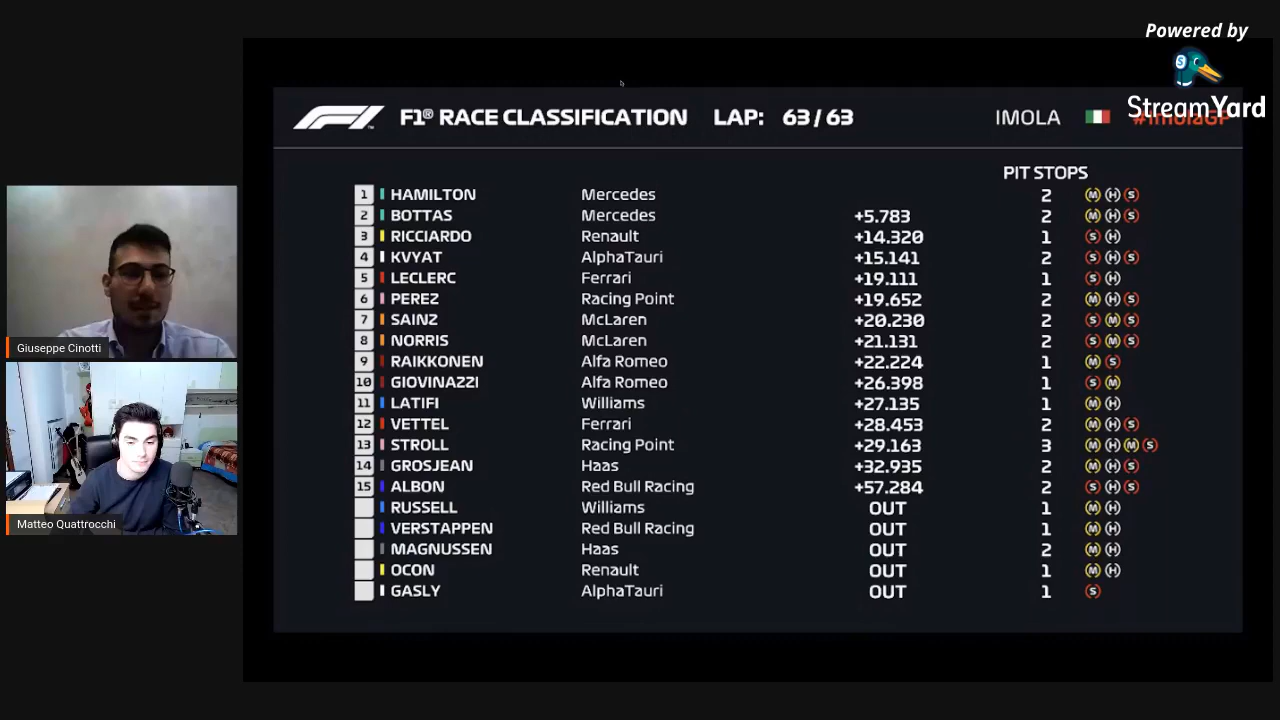 Powered by
StreamYard
F1® RACE CLASSIFICATION LAP: 63/63 IMOLA #ImolaGP
PIT STOPS
1 HAMILTON Mercedes 2 M H S
2 BOTTAS Mercedes +5.783 2 M H S
3 RICCIARDO Renault +14.320 1 S H
4 KVYAT AlphaTauri +15.141 2 S H S
5 LECLERC Ferrari +19.111 1 S H
6 PEREZ Racing Point +19.652 2 M H S
7 SAINZ McLaren +20.230 2 S M S
8 NORRIS McLaren +21.131 2 S M S
9 RAIKKONEN Alfa Romeo +22.224 1 M S
10 GIOVINAZZI Alfa Romeo +26.398 1 S M
11 LATIFI Williams +27.135 1 M H
12 VETTEL Ferrari +28.453 2 M H S
13 STROLL Racing Point +29.163 3 M H M S
14 GROSJEAN Haas +32.935 2 M H S
15 ALBON Red Bull Racing +57.284 2 S H S
RUSSELL Williams OUT 1 M H
VERSTAPPEN Red Bull Racing OUT 1 M H
MAGNUSSEN Haas OUT 2 M H
OCON Renault OUT 1 M H
GASLY AlphaTauri OUT 1 S
Giuseppe Cinotti
Matteo Quattrocchi